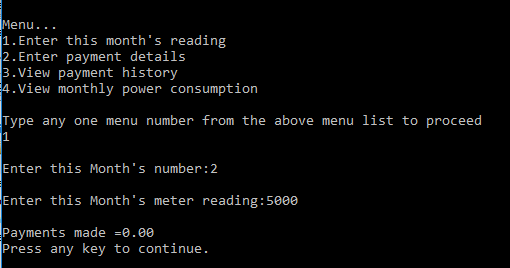 Menu...
1.Enter this month's reading
2.Enter payment details
3.View payment history
4.View monthly power consumption
Type any one menu number from the above menu list to proceed
1
Enter this Month's number:2
Enter this Month's meter reading:5000
Payments made =0.00
Press any key to continue.